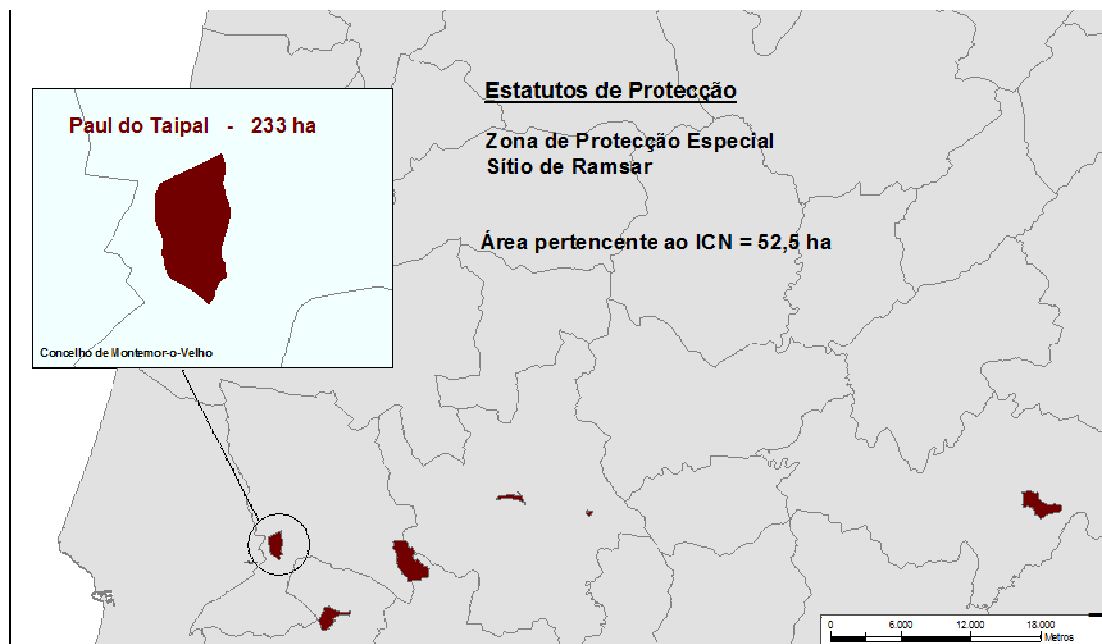 Estatutos de Protecção
Paul do Taipal - 233 ha
Zona de Protecção Especial
Sítio de Ramsar
Área pertencente ao ICN = 52,5 ha
Concelho de Montemor-o-Velho
0 6.000 12.000 18.000
Metros